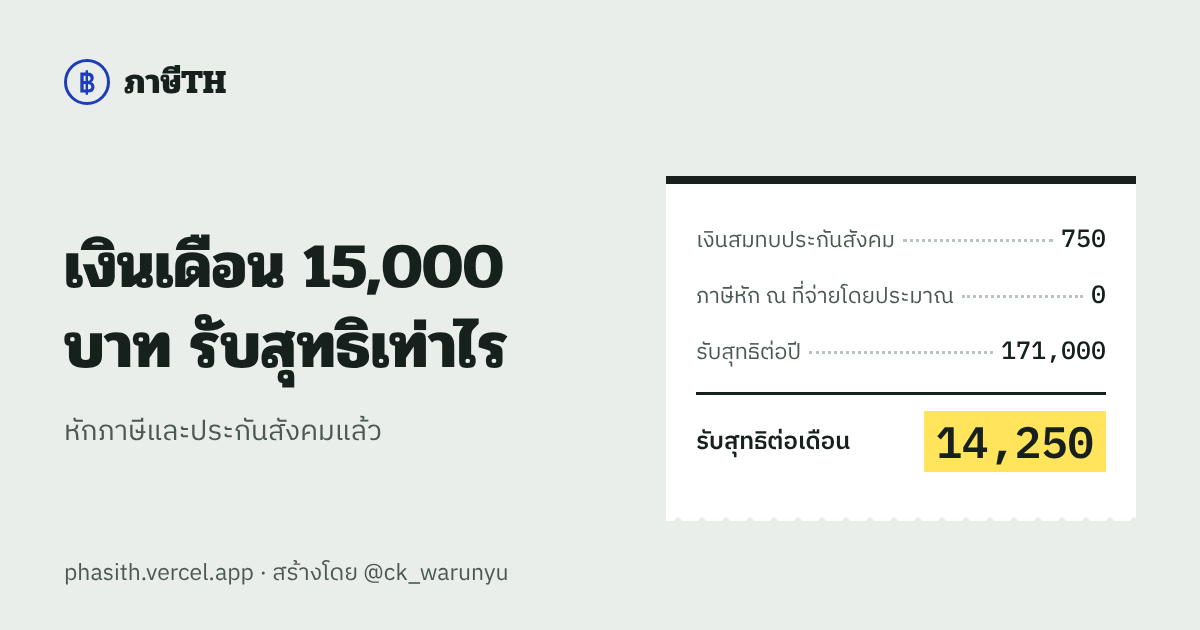 ฿ ภาษีTH
เงินเดือน 15,000
บาท รับสุทธิเท่าไร
หักภาษีและประกันสังคมแล้ว
เงินสมทบประกันสังคม 750
ภาษีหัก ณ ที่จ่ายโดยประมาณ 0
รับสุทธิต่อปี 171,000
รับสุทธิต่อเดือน 14,250
phasith.vercel.app · สร้างโดย @ck_warunyu